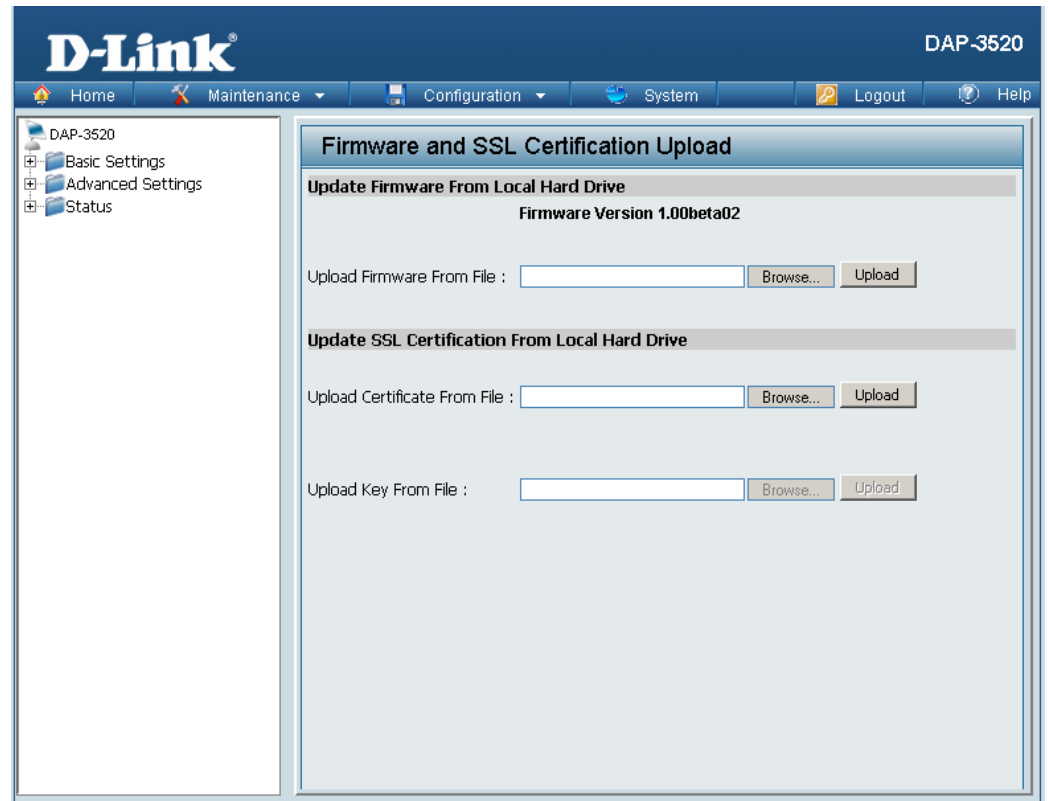 D-Link®
DAP-3520
Home Maintenance Configuration System Logout Help
DAP-3520
Basic Settings
Advanced Settings
Status
Firmware and SSL Certification Upload
Update Firmware From Local Hard Drive
Firmware Version 1.00beta02
Upload Firmware From File : Browse... Upload
Update SSL Certification From Local Hard Drive
Upload Certificate From File : Browse... Upload
Upload Key From File : Browse... Upload